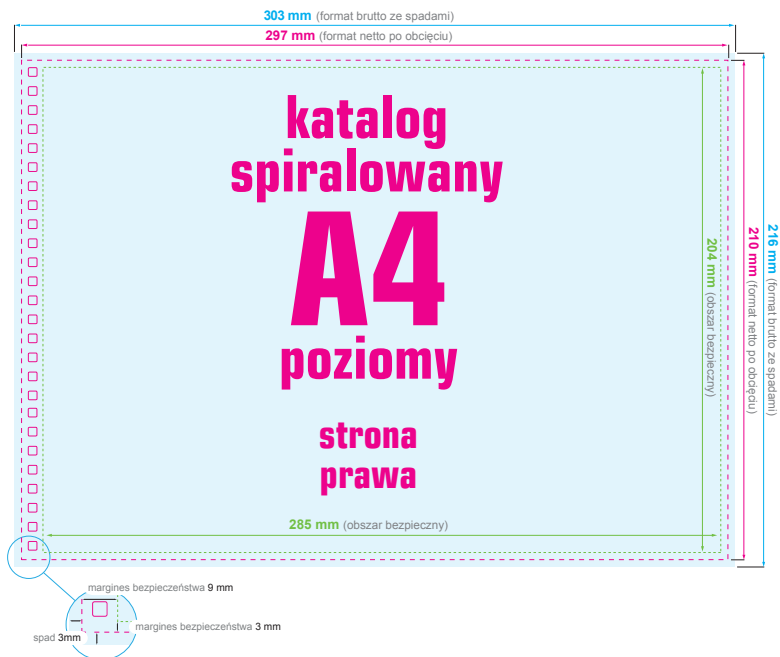 303 mm (format brutto ze spadami)
297 mm (format netto po obcięciu)
katalog
spiralowany
A4
poziomy
strona
prawa
204 mm (obszar bezpieczny)
210 mm (format netto po obcięciu)
216 mm (format brutto ze spadami)
285 mm (obszar bezpieczny)
margines bezpieczeństwa 9 mm
margines bezpieczeństwa 3 mm
spad 3mm